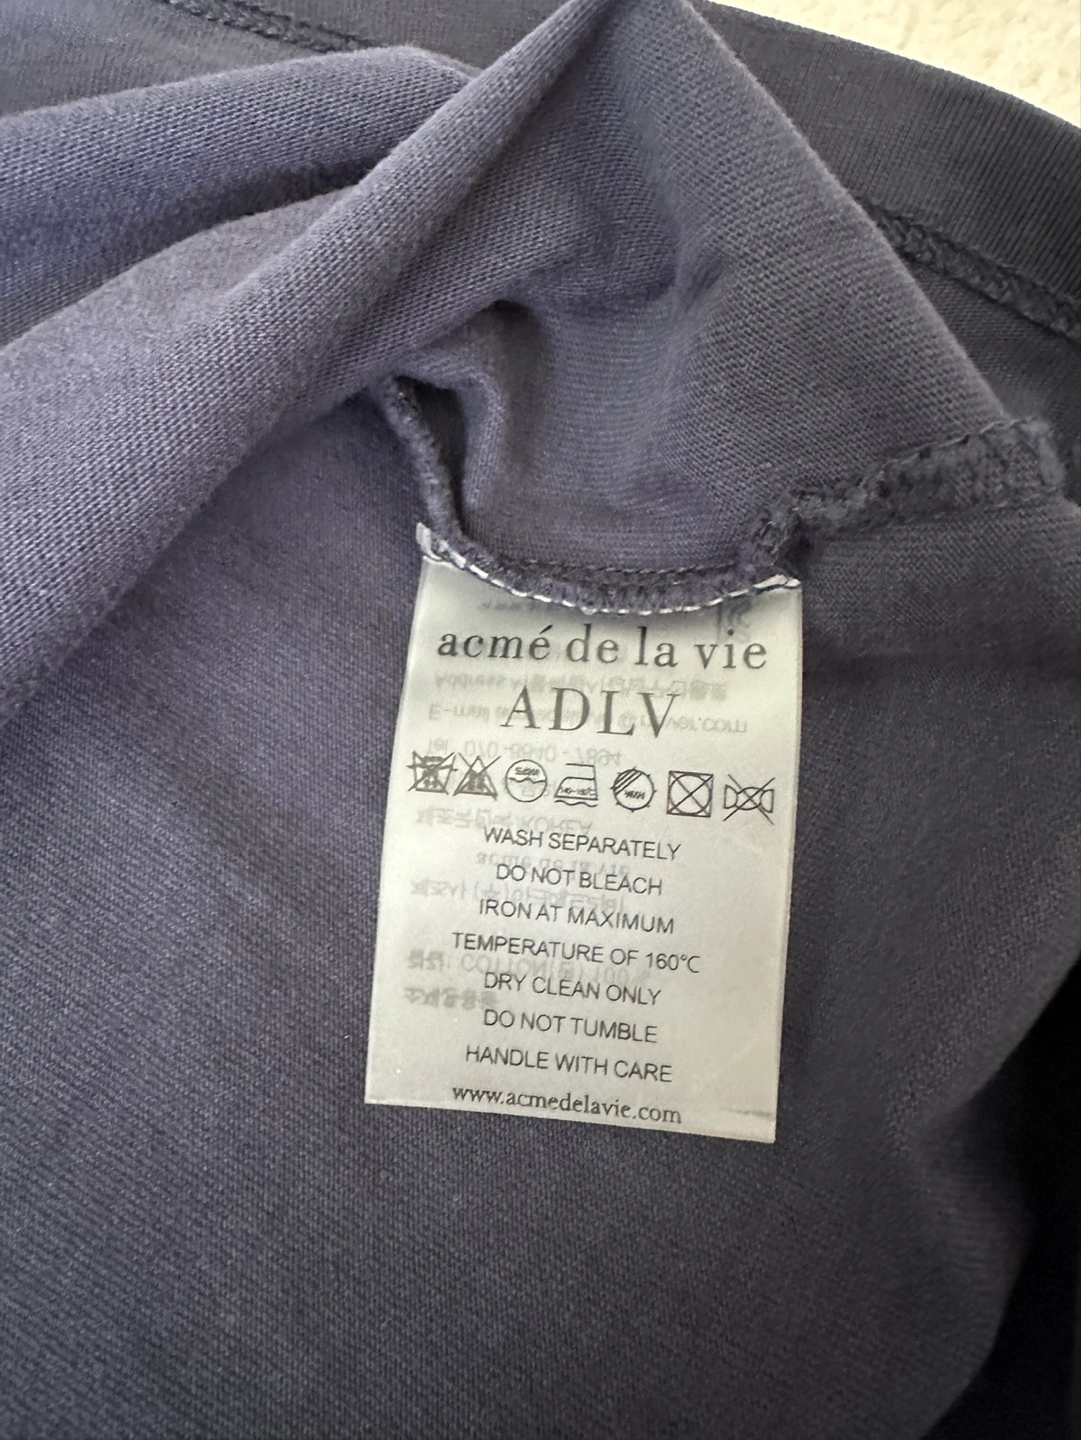 acmé de la vie
ADLV
WASH SEPARATELY
DO NOT BLEACH
IRON AT MAXIMUM
TEMPERATURE OF 160°C
DRY CLEAN ONLY
DO NOT TUMBLE
HANDLE WITH CARE
www.acmedelavie.com